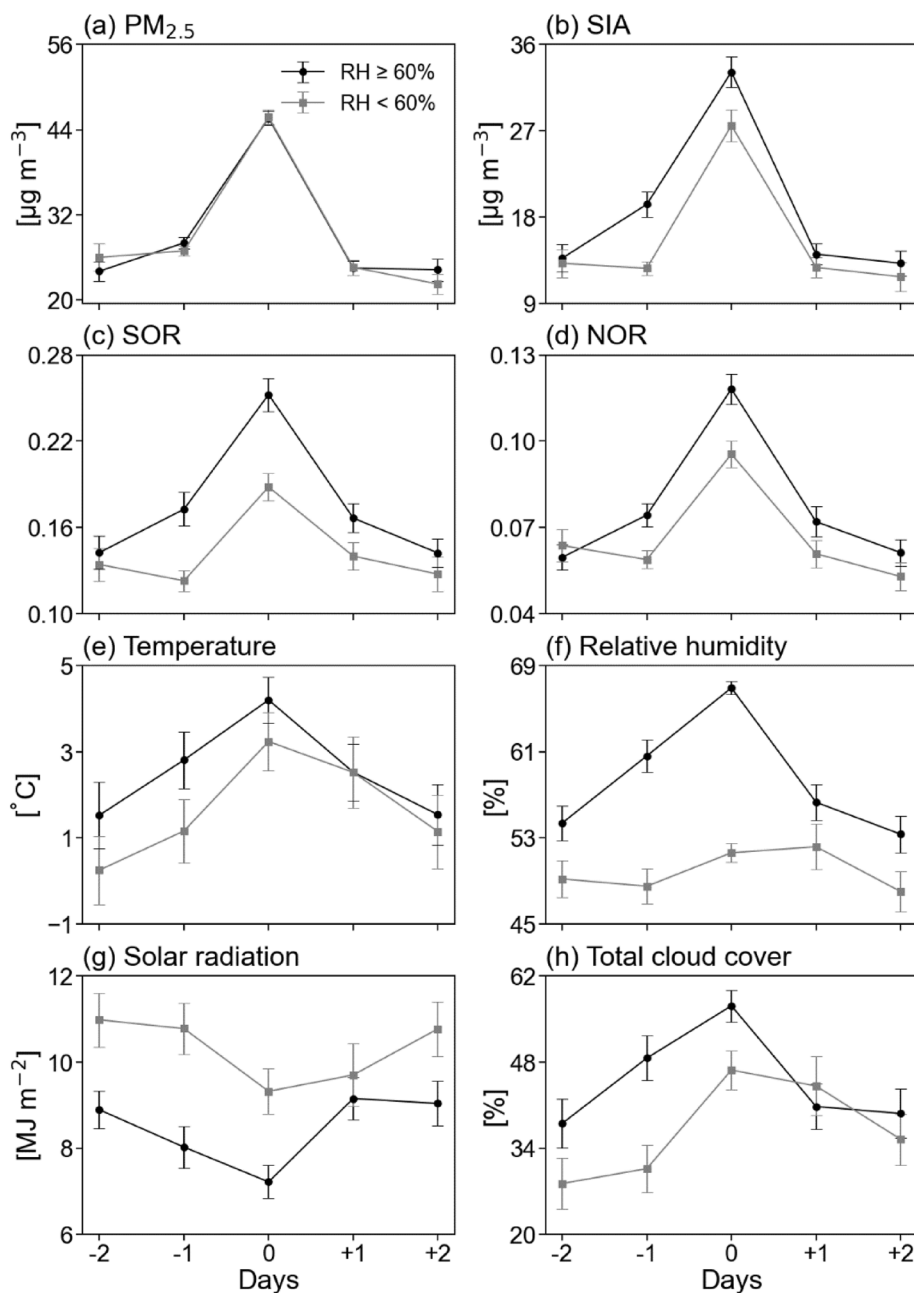 (a) PM₂.₅
(b) SIA
56
44
32
20
[µg m⁻³]
RH ≥ 60%
RH < 60%
36
27
18
9
[µg m⁻³]
(c) SOR
(d) NOR
0.28
0.22
0.16
0.10
0.13
0.10
0.07
0.04
(e) Temperature
(f) Relative humidity
5
3
1
−1
[˚C]
69
61
53
45
[%]
(g) Solar radiation
(h) Total cloud cover
12
10
8
6
[MJ m⁻²]
62
48
34
20
[%]
-2 -1 0 +1 +2
Days
-2 -1 0 +1 +2
Days